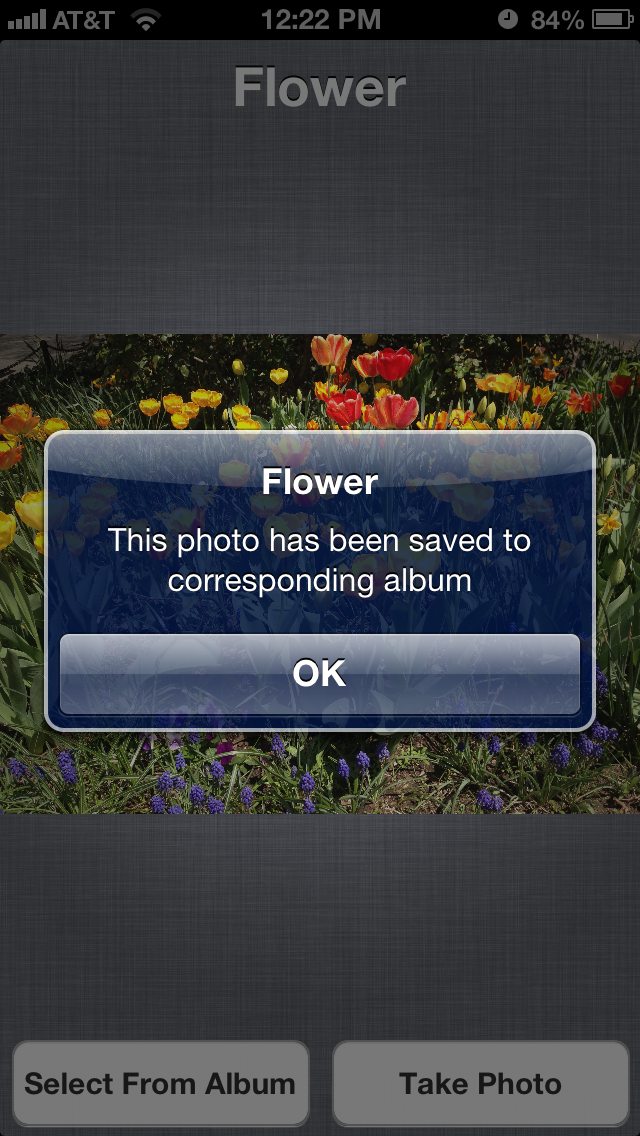 AT&T 12:22 PM 84%
Flower
Flower
This photo has been saved to
corresponding album
OK
Select From Album Take Photo